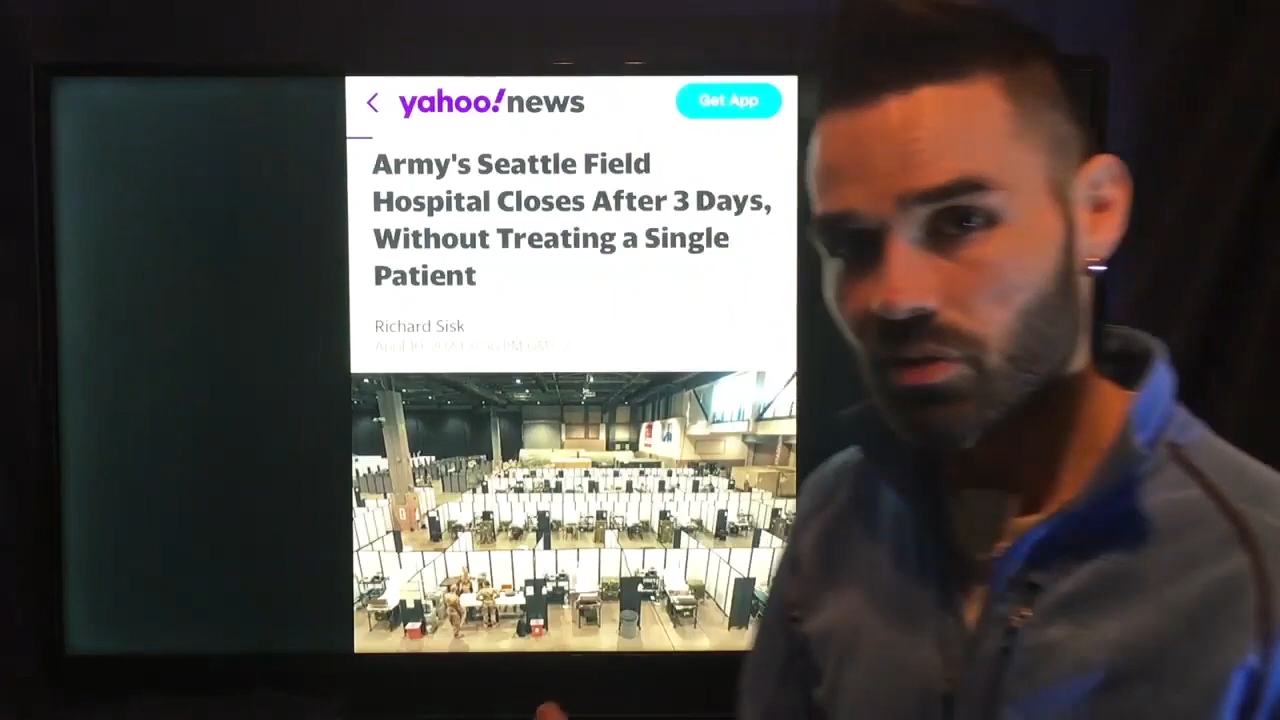 yahoo!news
Get App
Army's Seattle Field
Hospital Closes After 3 Days,
Without Treating a Single
Patient
Richard Sisk